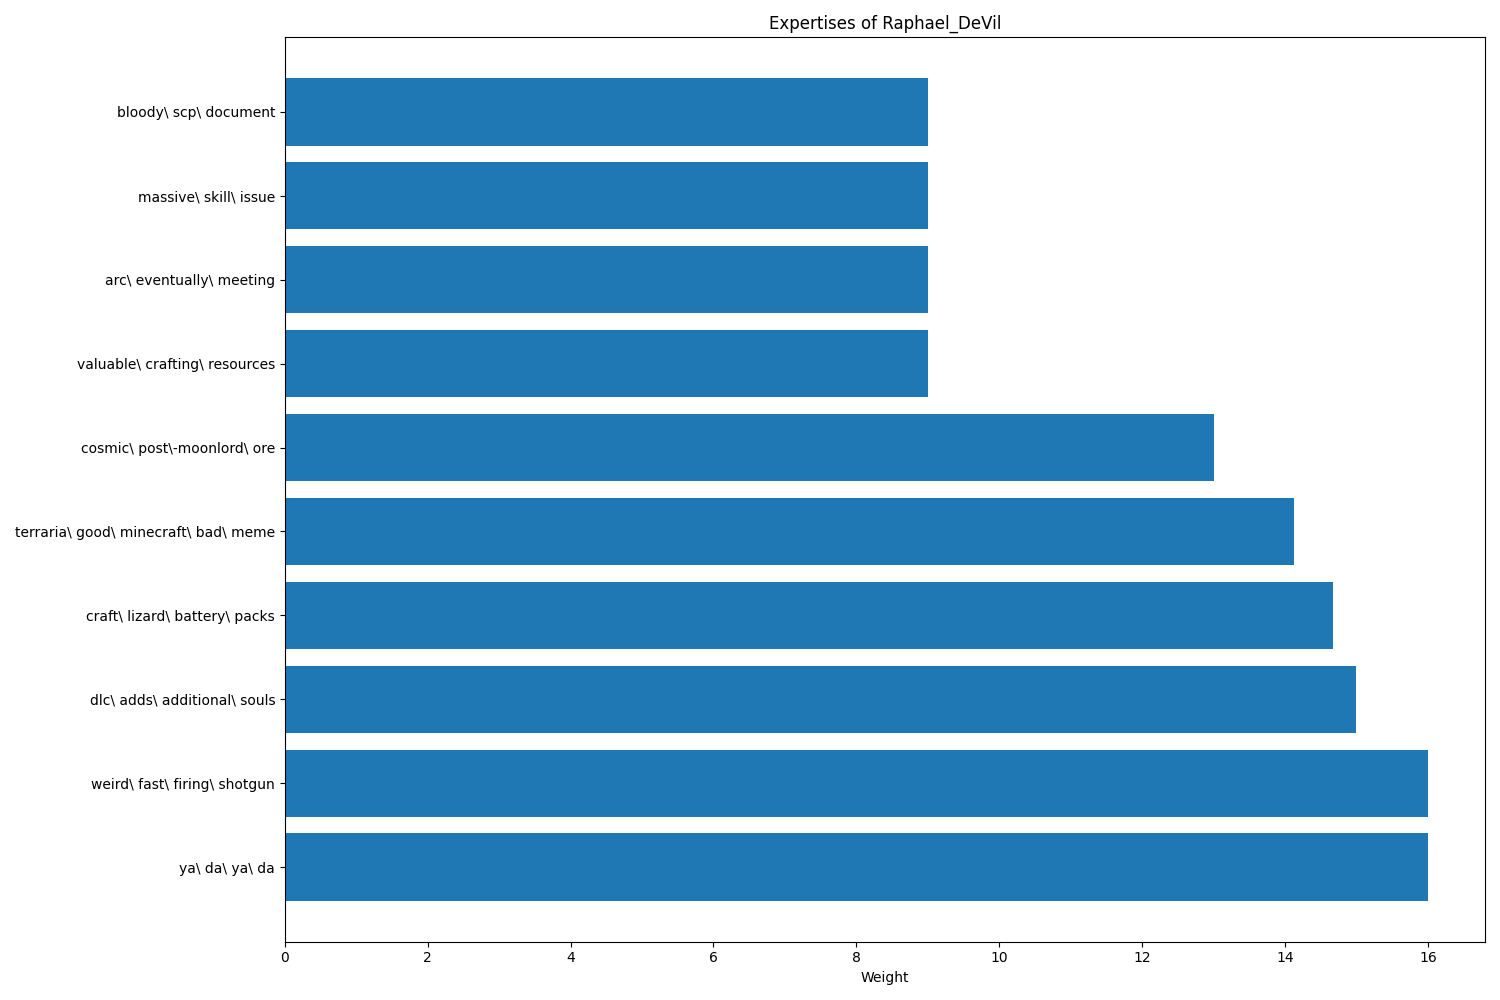 Expertises of Raphael_DeVil
bloody\ scp\ document
massive\ skill\ issue
arc\ eventually\ meeting
valuable\ crafting\ resources
cosmic\ post\-moonlord\ ore
terraria\ good\ minecraft\ bad\ meme
craft\ lizard\ battery\ packs
dlc\ adds\ additional\ souls
weird\ fast\ firing\ shotgun
ya\ da\ ya\ da
0 2 4 6 8 10 12 14 16
Weight